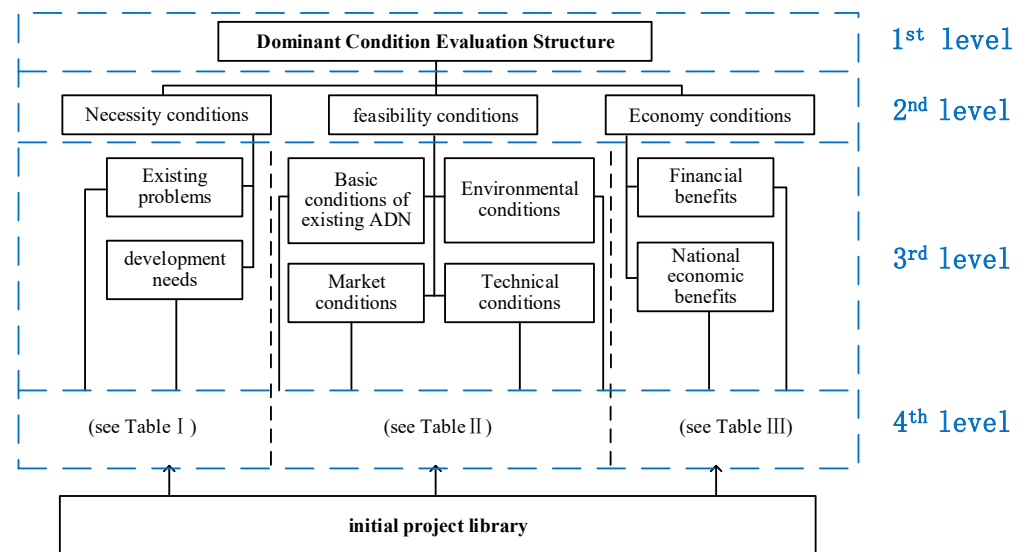 Dominant Condition Evaluation Structure
1st level
Necessity conditions
feasibility conditions
Economy conditions
2nd level
Existing
problems
Basic
conditions of
existing ADN
Environmental
conditions
Financial
benefits
development
needs
Market
conditions
Technical
conditions
National
economic
benefits
3rd level
(see Table Ⅰ )
(see Table Ⅱ )
(see Table Ⅲ)
4th level
initial project library